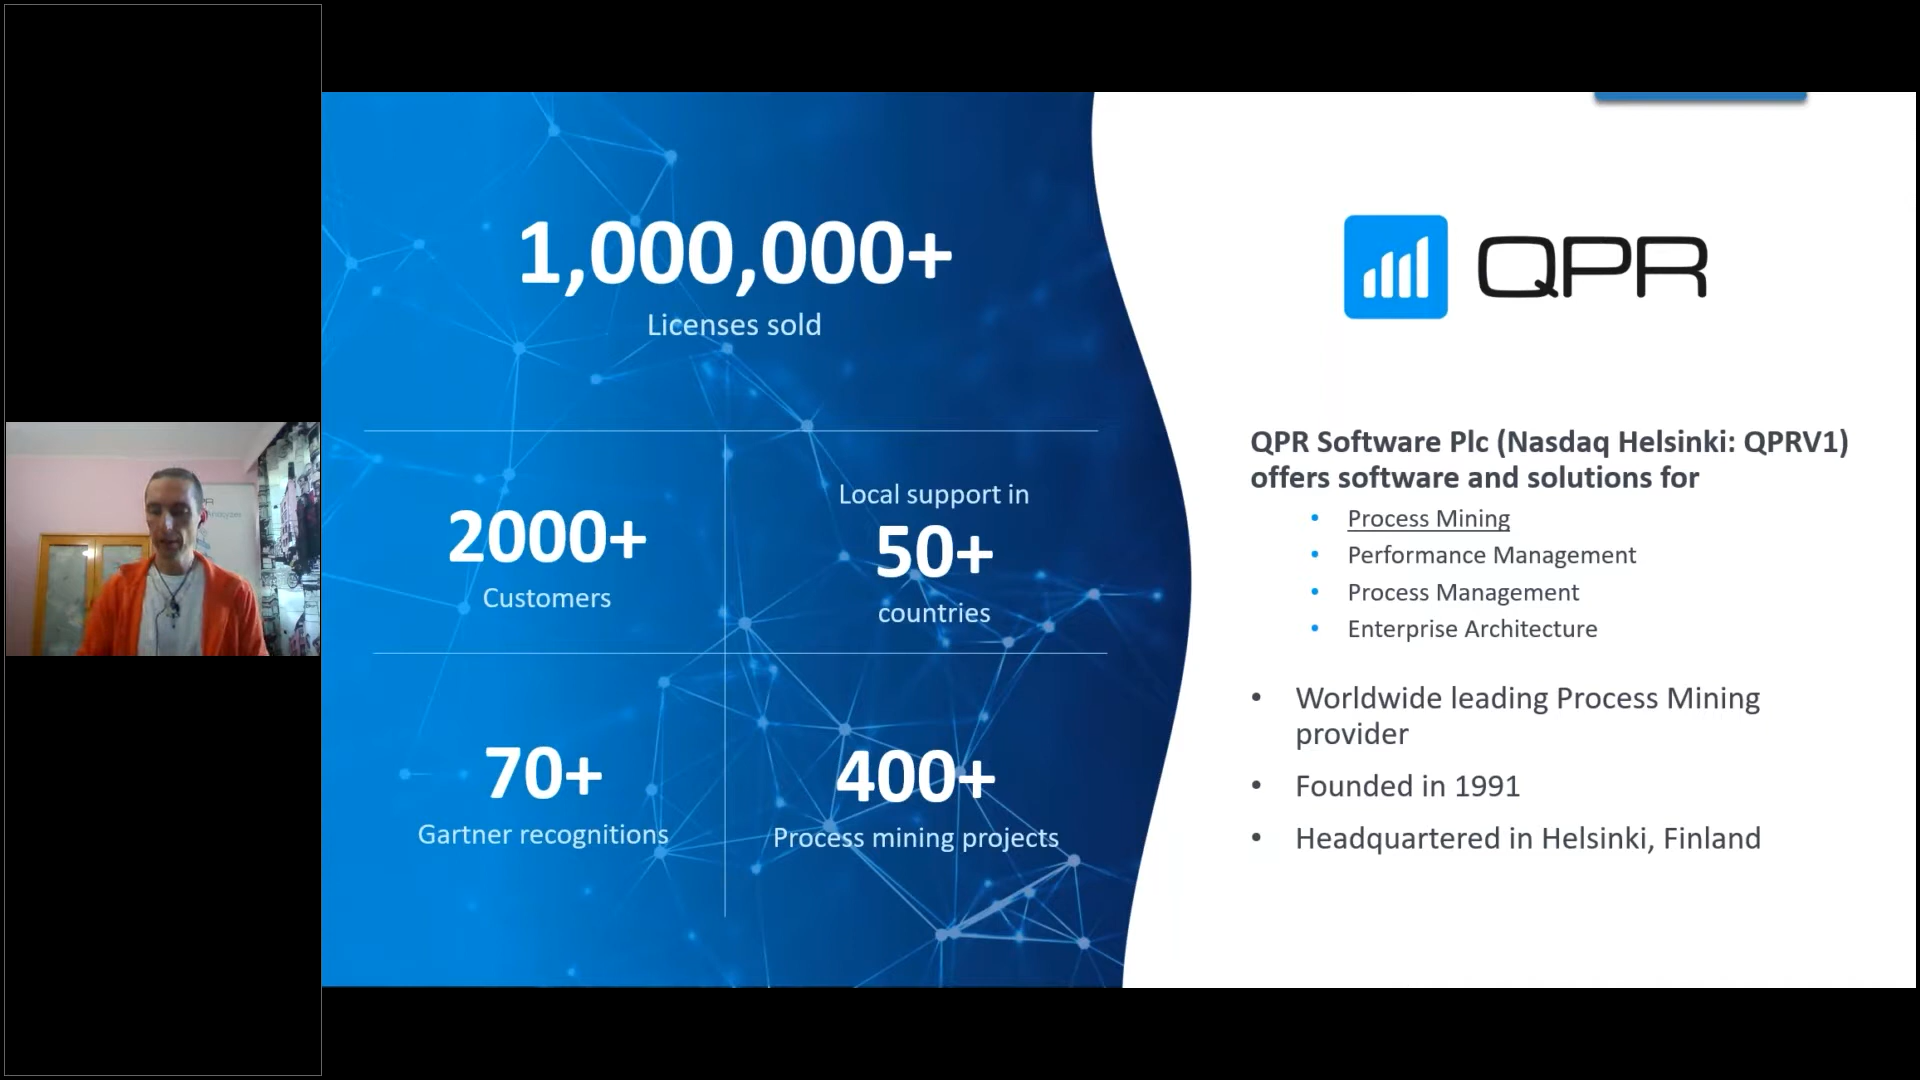 1,000,000+
Licenses sold
2000+
Customers
Local support in
50+
countries
70+
Gartner recognitions
400+
Process mining projects
QPR
QPR Software Plc (Nasdaq Helsinki: QPRV1)
offers software and solutions for
• Process Mining
• Performance Management
• Process Management
• Enterprise Architecture
• Worldwide leading Process Mining
provider
• Founded in 1991
• Headquartered in Helsinki, Finland